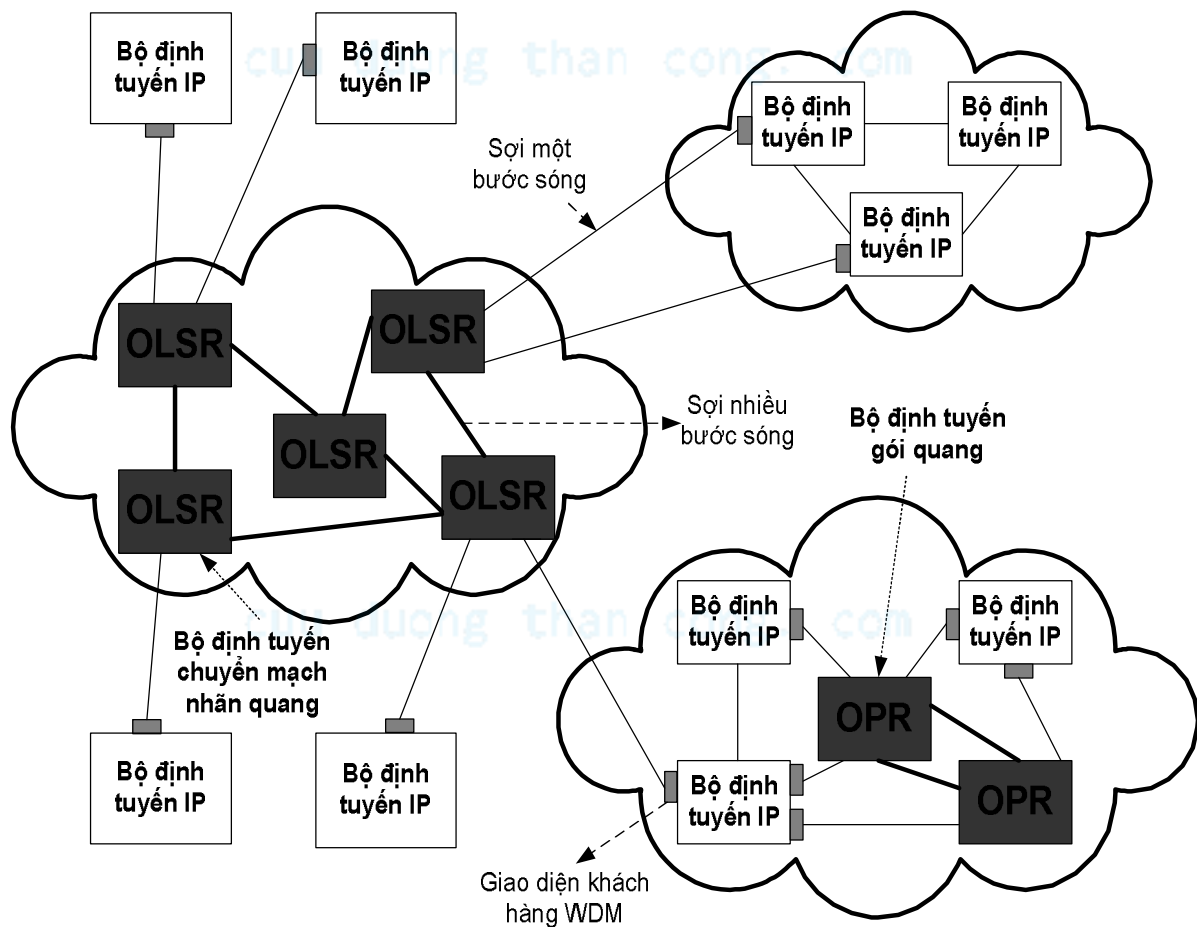 cuu duong than cong. com
Bộ định
tuyến IP
Bộ định
tuyến IP
Bộ định
tuyến IP
Bộ định
tuyến IP
Bộ định
tuyến IP
Sợi một
bước sóng
OLSR
OLSR
OLSR
OLSR
OLSR
Sợi nhiều
bước sóng
Bộ định tuyến
gói quang
cuu duong than cong. com
Bộ định tuyến
chuyển mạch
nhãn quang
Bộ định
tuyến IP
Bộ định
tuyến IP
OPR
OPR
Bộ định
tuyến IP
Bộ định
tuyến IP
Bộ định
tuyến IP
Giao diện khách
hàng WDM